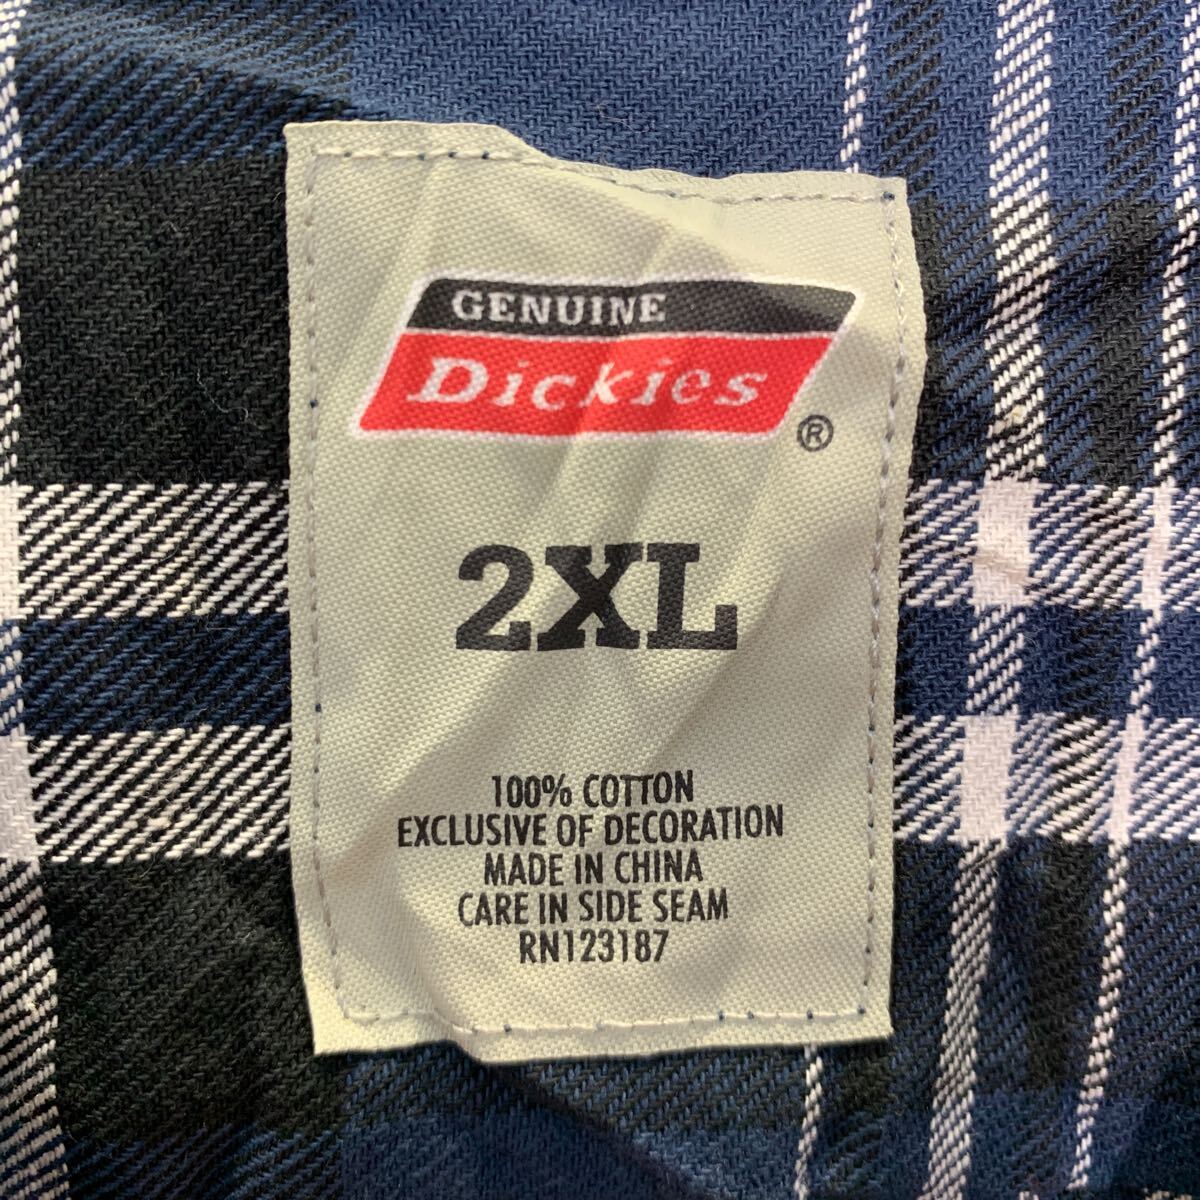 GENUINE
Dickies
®
2XL
100% COTTON
EXCLUSIVE OF DECORATION
MADE IN CHINA
CARE IN SIDE SEAM
RN123187